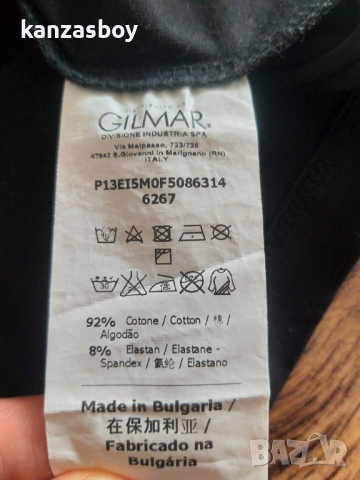 kanzasboy
GILMAR®
DIVISIONE INDUSTRIA SPA
Via Malpasso, 723/725
47842 S.Giovanni in Marignano (RN)
ITALY
P13EI5M0F5086314
6267
30
92% Cotone / Cotton / 棉 /
Algodão
8% Elastan / Elastane -
Spandex / 氨纶 / Elastano
Made in Bulgaria /
在保加利亚 /
Fabricado na
Bulgária
BAZAR